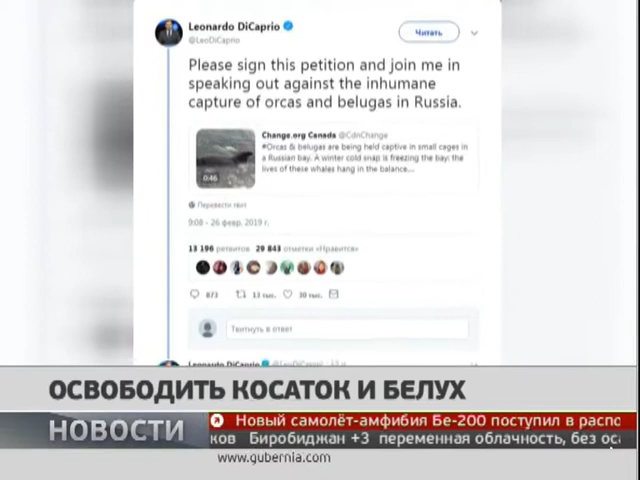 Leonardo DiCaprio
@LeoDiCaprio
Читать
Please sign this petition and join me in
speaking out against the inhumane
capture of orcas and belugas in Russia.
Change.org Canada @CdnChange
#Orcas & belugas are being held captive in small cages in
a Russian bay. A winter cold snap is freezing the bay: the
lives of these whales hang in the balance...
0:46
Перевести твит
9:08 - 26 февр. 2019 г.
13 196 ретвитов 29 843 отметки «Нравится»
873 13 тыс. 30 тыс.
Твитнуть в ответ
Leonardo DiCaprio @LeoDiCaprio
ОСВОБОДИТЬ КОСАТОК И БЕЛУХ
НОВОСТИ
Новый самолёт-амфибия Бе-200 поступил в распо
ков Биробиджан +3 переменная облачность, без оса
www.gubernia.com